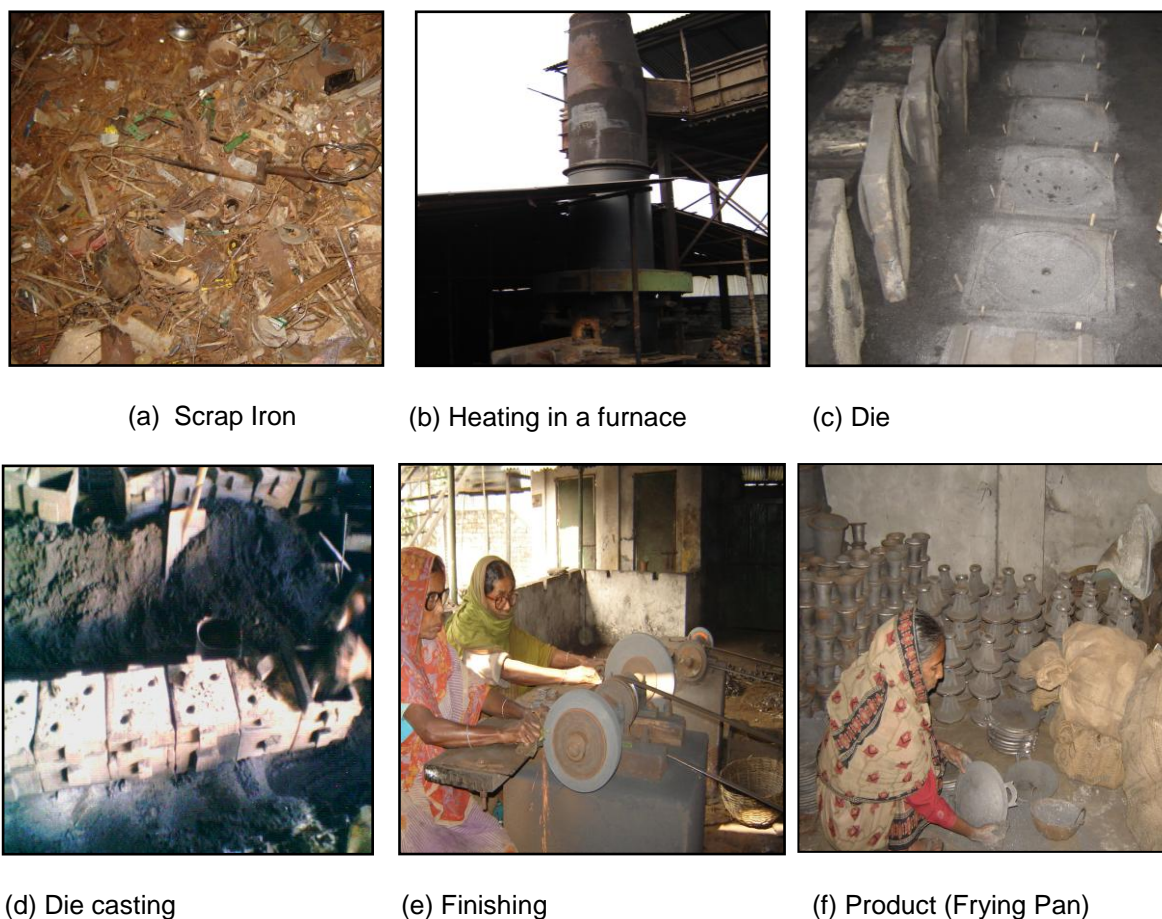 (a) Scrap Iron
(b) Heating in a furnace
(c) Die
(d) Die casting
(e) Finishing
(f) Product (Frying Pan)